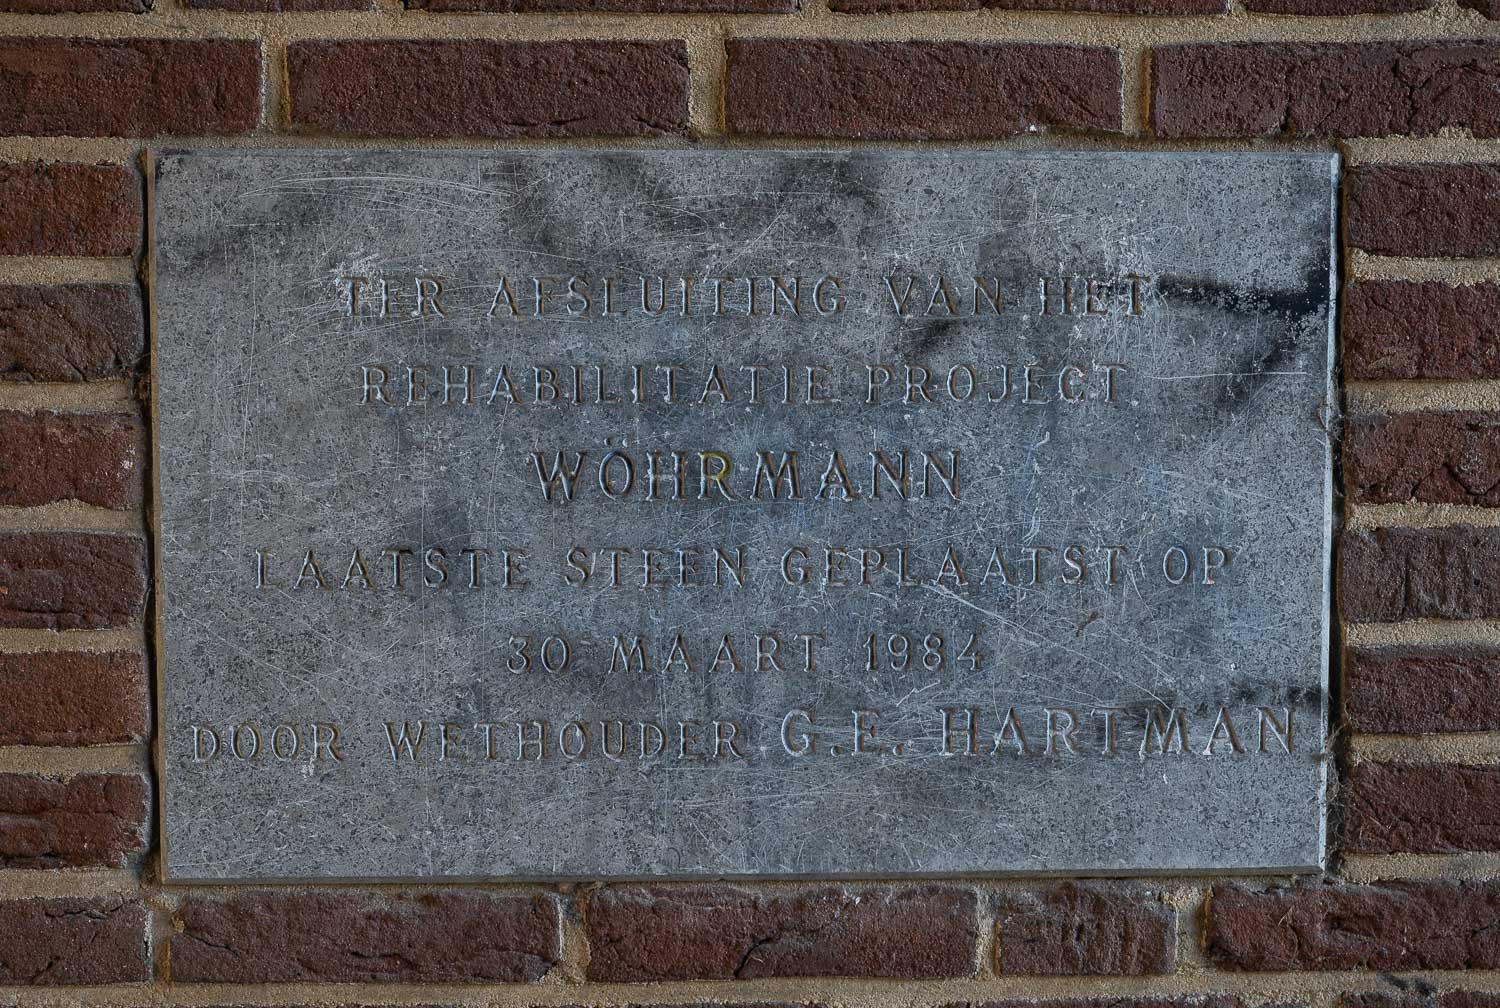 TER AFSLUITING VAN HET
REHABILITATIE PROJECT
WÖHRMANN
LAATSTE STEEN GEPLAATST OP
30 MAART 1984
DOOR WETHOUDER G.E. HARTMAN